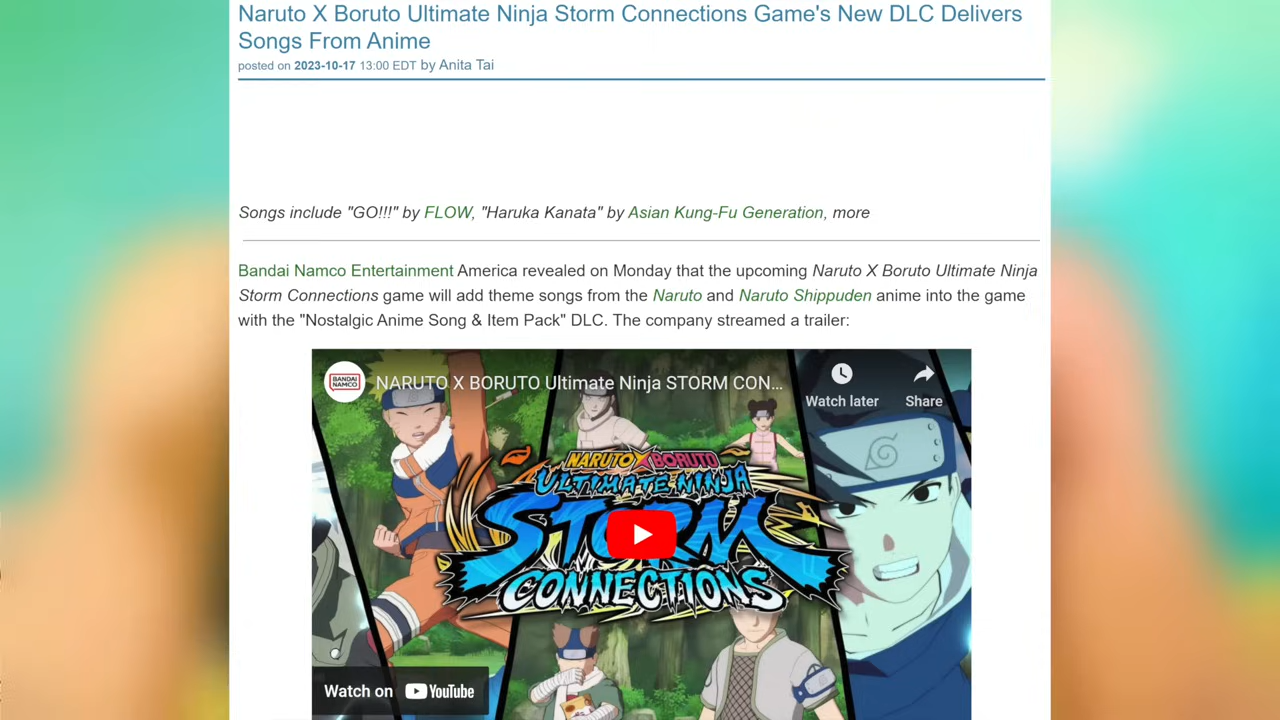 Naruto X Boruto Ultimate Ninja Storm Connections Game's New DLC Delivers
Songs From Anime
posted on 2023-10-17 13:00 EDT by Anita Tai
Songs include "GO!!!" by FLOW, "Haruka Kanata" by Asian Kung-Fu Generation, more
Bandai Namco Entertainment America revealed on Monday that the upcoming Naruto X Boruto Ultimate Ninja
Storm Connections game will add theme songs from the Naruto and Naruto Shippuden anime into the game
with the "Nostalgic Anime Song & Item Pack" DLC. The company streamed a trailer:
BANDAI
NAMCO
NARUTO X BORUTO Ultimate Ninja STORM CON...
Watch later
Share
NARUTO X BORUTO
ULTIMATE NINJA
STORM
CONNECTIONS
Watch on YouTube